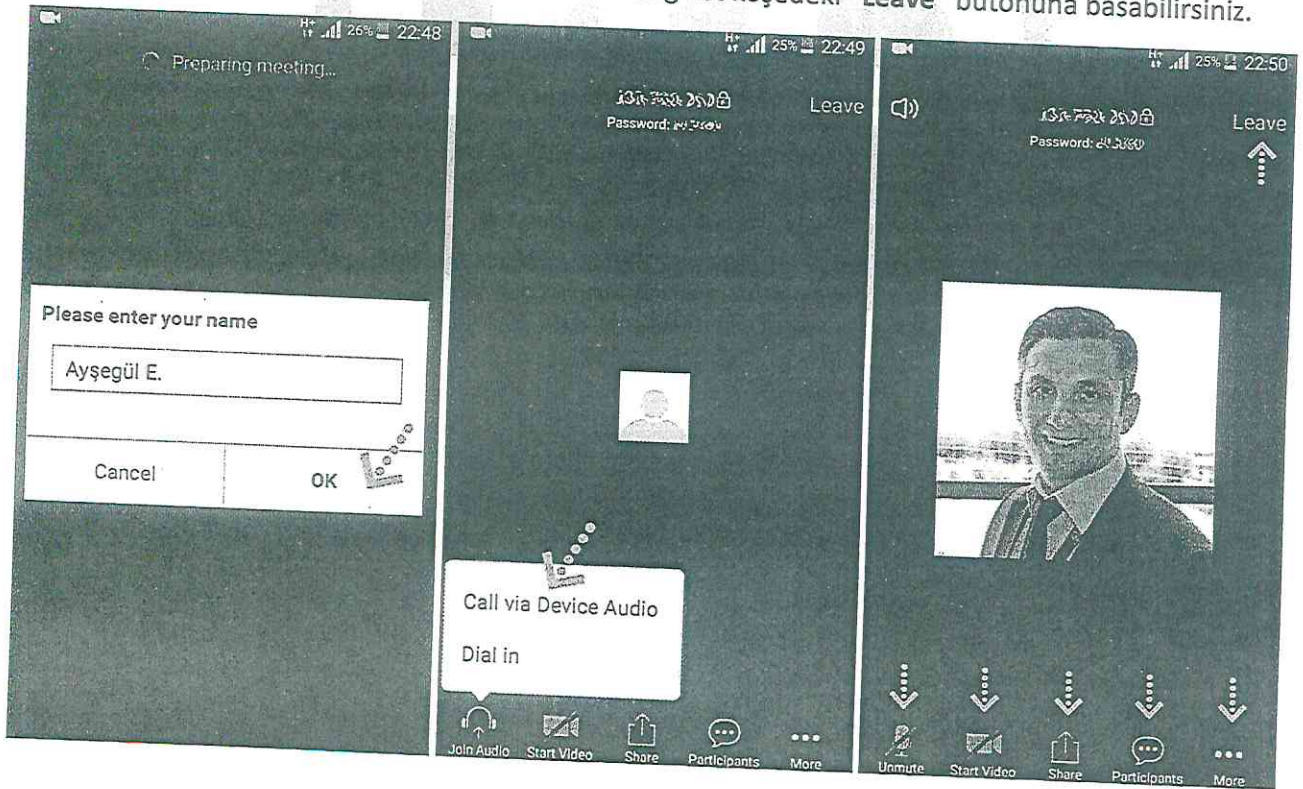 köşedeki "Leave" butonuna basabilirsiniz.
H+ 26% 22:48
Preparing meeting...
Please enter your name
Ayşegül E.
Cancel OK
H+ 25% 22:49
Leave
Password:
Call via Device Audio
Dial in
Join Audio Start Video Share Participants More
H+ 25% 22:50
Leave
Password:
Unmute Start Video Share Participants More